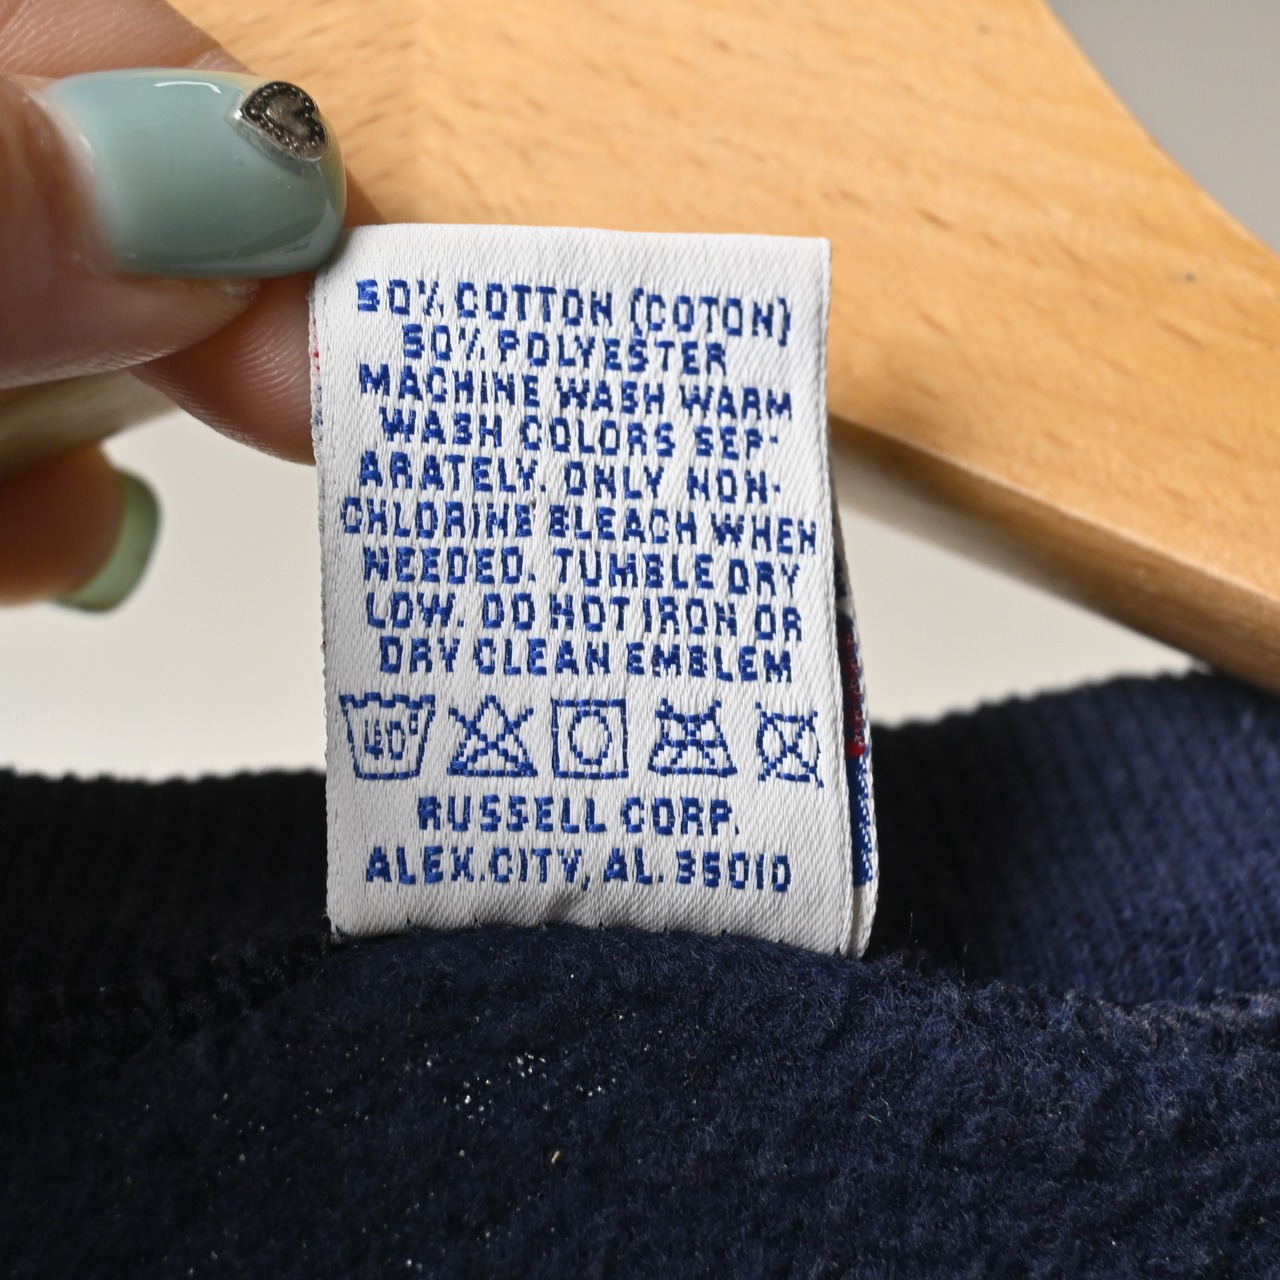 50% COTTON (COTON)
50% POLYESTER
MACHINE WASH WARM
WASH COLORS SEP-
ARATELY. ONLY NON-
CHLORINE BLEACH WHEN
NEEDED. TUMBLE DRY
LOW. DO NOT IRON OR
DRY CLEAN EMBLEM
40°
RUSSELL CORP.
ALEX.CITY, AL. 35010